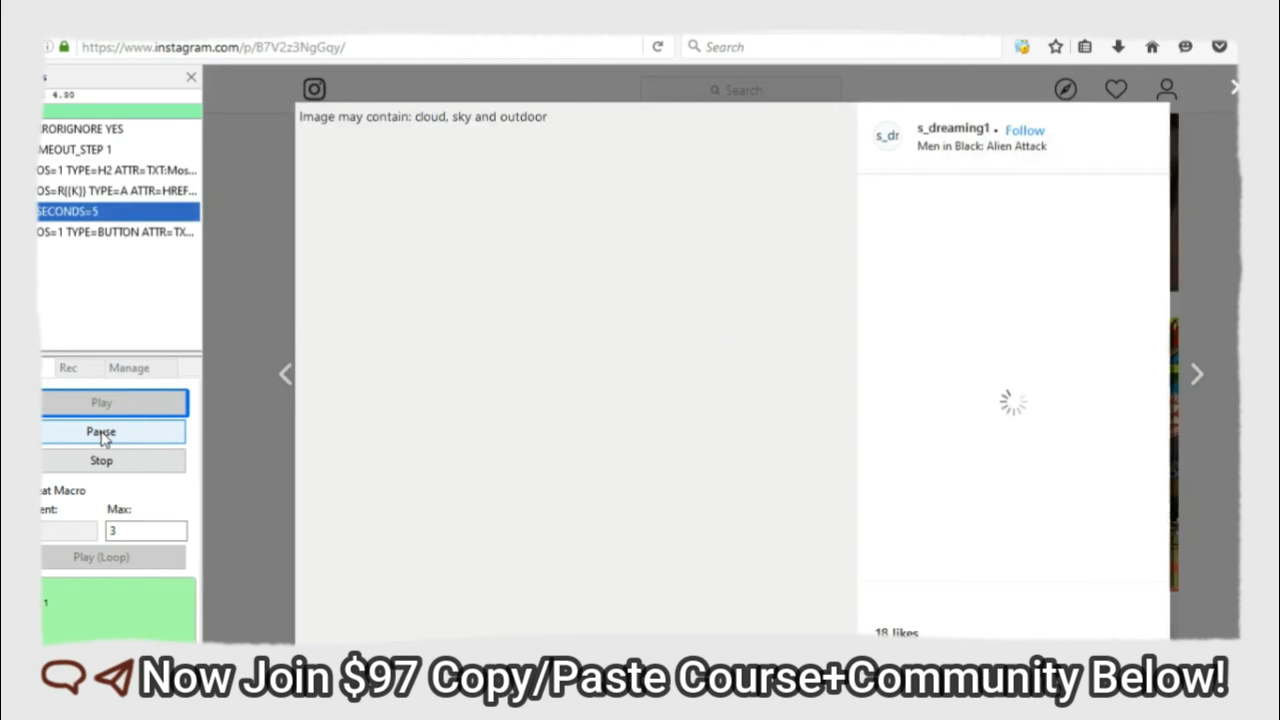 https://www.instagram.com/p/B7V2z3NgGqy/
Search
s
4.90
Search
RORIGNORE YES
MEOUT_STEP 1
OS=1 TYPE=H2 ATTR=TXT:Mos...
OS=R{{K}} TYPE=A ATTR=HREF...
SECONDS=5
OS=1 TYPE=BUTTON ATTR=TX...
Image may contain: cloud, sky and outdoor
s_dr
s_dreaming1 • Follow
Men in Black: Alien Attack
Rec
Manage
Play
Pause
Stop
at Macro
ent:
Max:
3
Play (Loop)
1
18 likes
Now Join $97 Copy/Paste Course+Community Below!